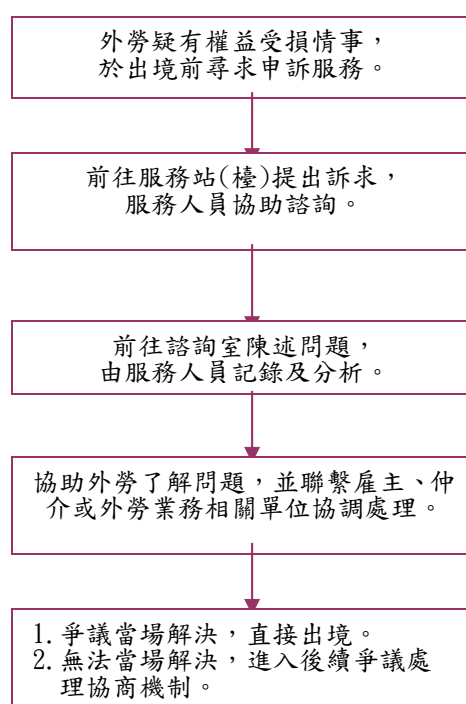 外勞疑有權益受損情事，
於出境前尋求申訴服務。
前往服務站(檯)提出訴求，
服務人員協助諮詢。
前往諮詢室陳述問題，
由服務人員記錄及分析。
協助外勞了解問題，並聯繫雇主、仲
介或外勞業務相關單位協調處理。
1. 爭議當場解決，直接出境。
2. 無法當場解決，進入後續爭議處
理協商機制。